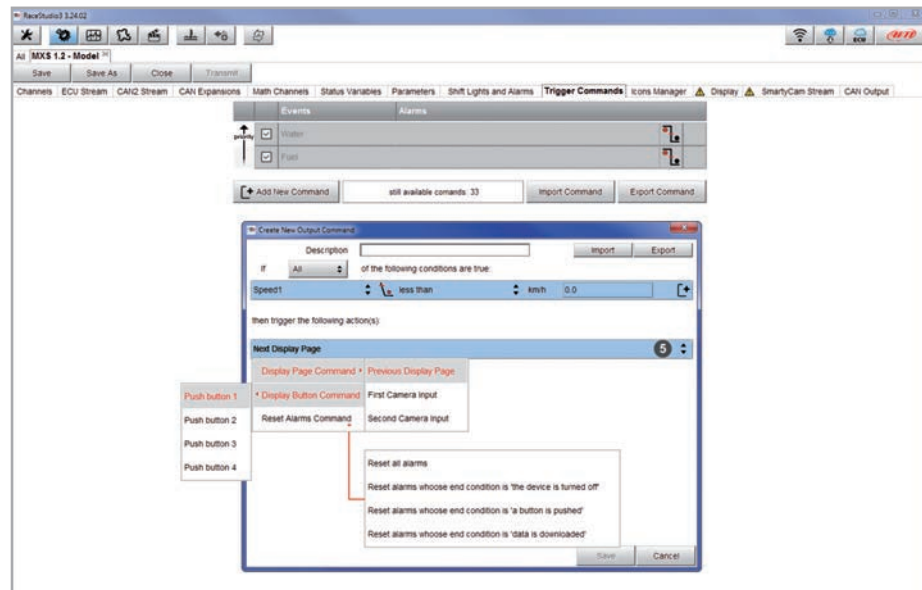 RaceStudio3 3.24.02
ECU
AiM
All MXS 1.2 - Model
Save Save As Close Transmit
Channels ECU Stream CAN2 Stream CAN Expansions Math Channels Status Variables Parameters Shift Lights and Alarms Trigger Commands Icons Manager Display SmartyCam Stream CAN Output
Events Alarms
priority
Water
Fuel
Add New Command still available comands: 33 Import Command Export Command
Create New Output Command
Description Import Export
If All of the following conditions are true:
Speed1 less than km/h 0.0
then trigger the following action(s):
Next Display Page 5
Display Page Command Previous Display Page
Push button 1 Display Button Command First Camera Input
Push button 2 Reset Alarms Command Second Camera Input
Push button 3
Push button 4
Reset all alarms
Reset alarms whoose end condition is 'the device is turned off'
Reset alarms whoose end condition is 'a button is pushed'
Reset alarms whoose end condition is 'data is downloaded'
Save Cancel